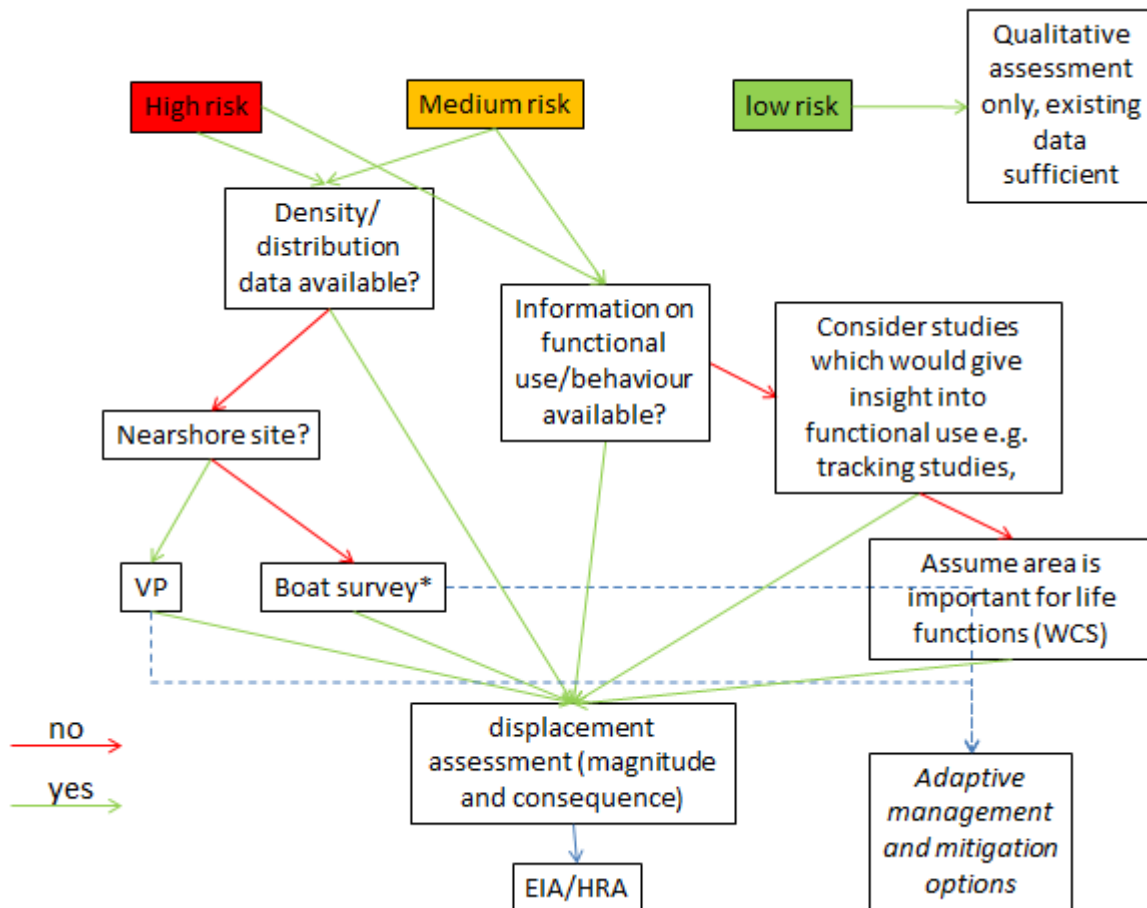 High risk
Medium risk
low risk
Qualitative
assessment
only, existing
data
sufficient
Density/
distribution
data available?
Information on
functional
use/behaviour
available?
Consider studies
which would give
insight into
functional use e.g.
tracking studies,
Nearshore site?
VP
Boat survey*
Assume area is
important for life
functions (WCS)
no
yes
displacement
assessment (magnitude
and consequence)
Adaptive
management
and mitigation
options
EIA/HRA